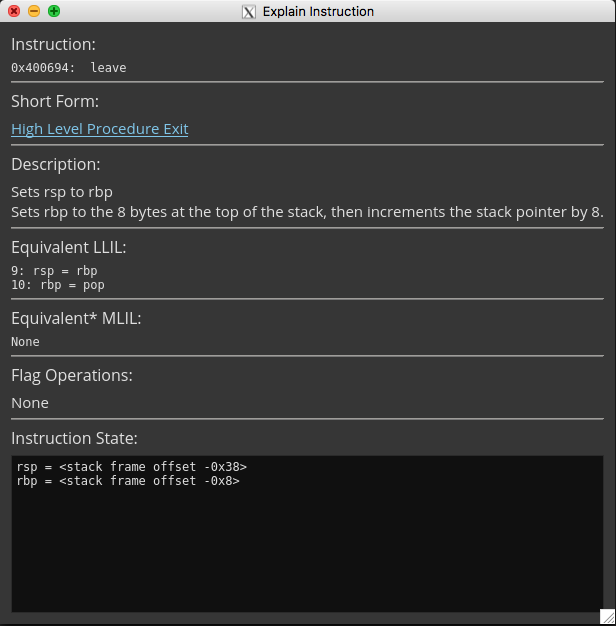 Explain Instruction
Instruction:
0x400694:  leave
Short Form:
High Level Procedure Exit
Description:
Sets rsp to rbp
Sets rbp to the 8 bytes at the top of the stack, then increments the stack pointer by 8.
Equivalent LLIL:
9: rsp = rbp
10: rbp = pop
Equivalent* MLIL:
None
Flag Operations:
None
Instruction State:
rsp = <stack frame offset -0x38>
rbp = <stack frame offset -0x8>